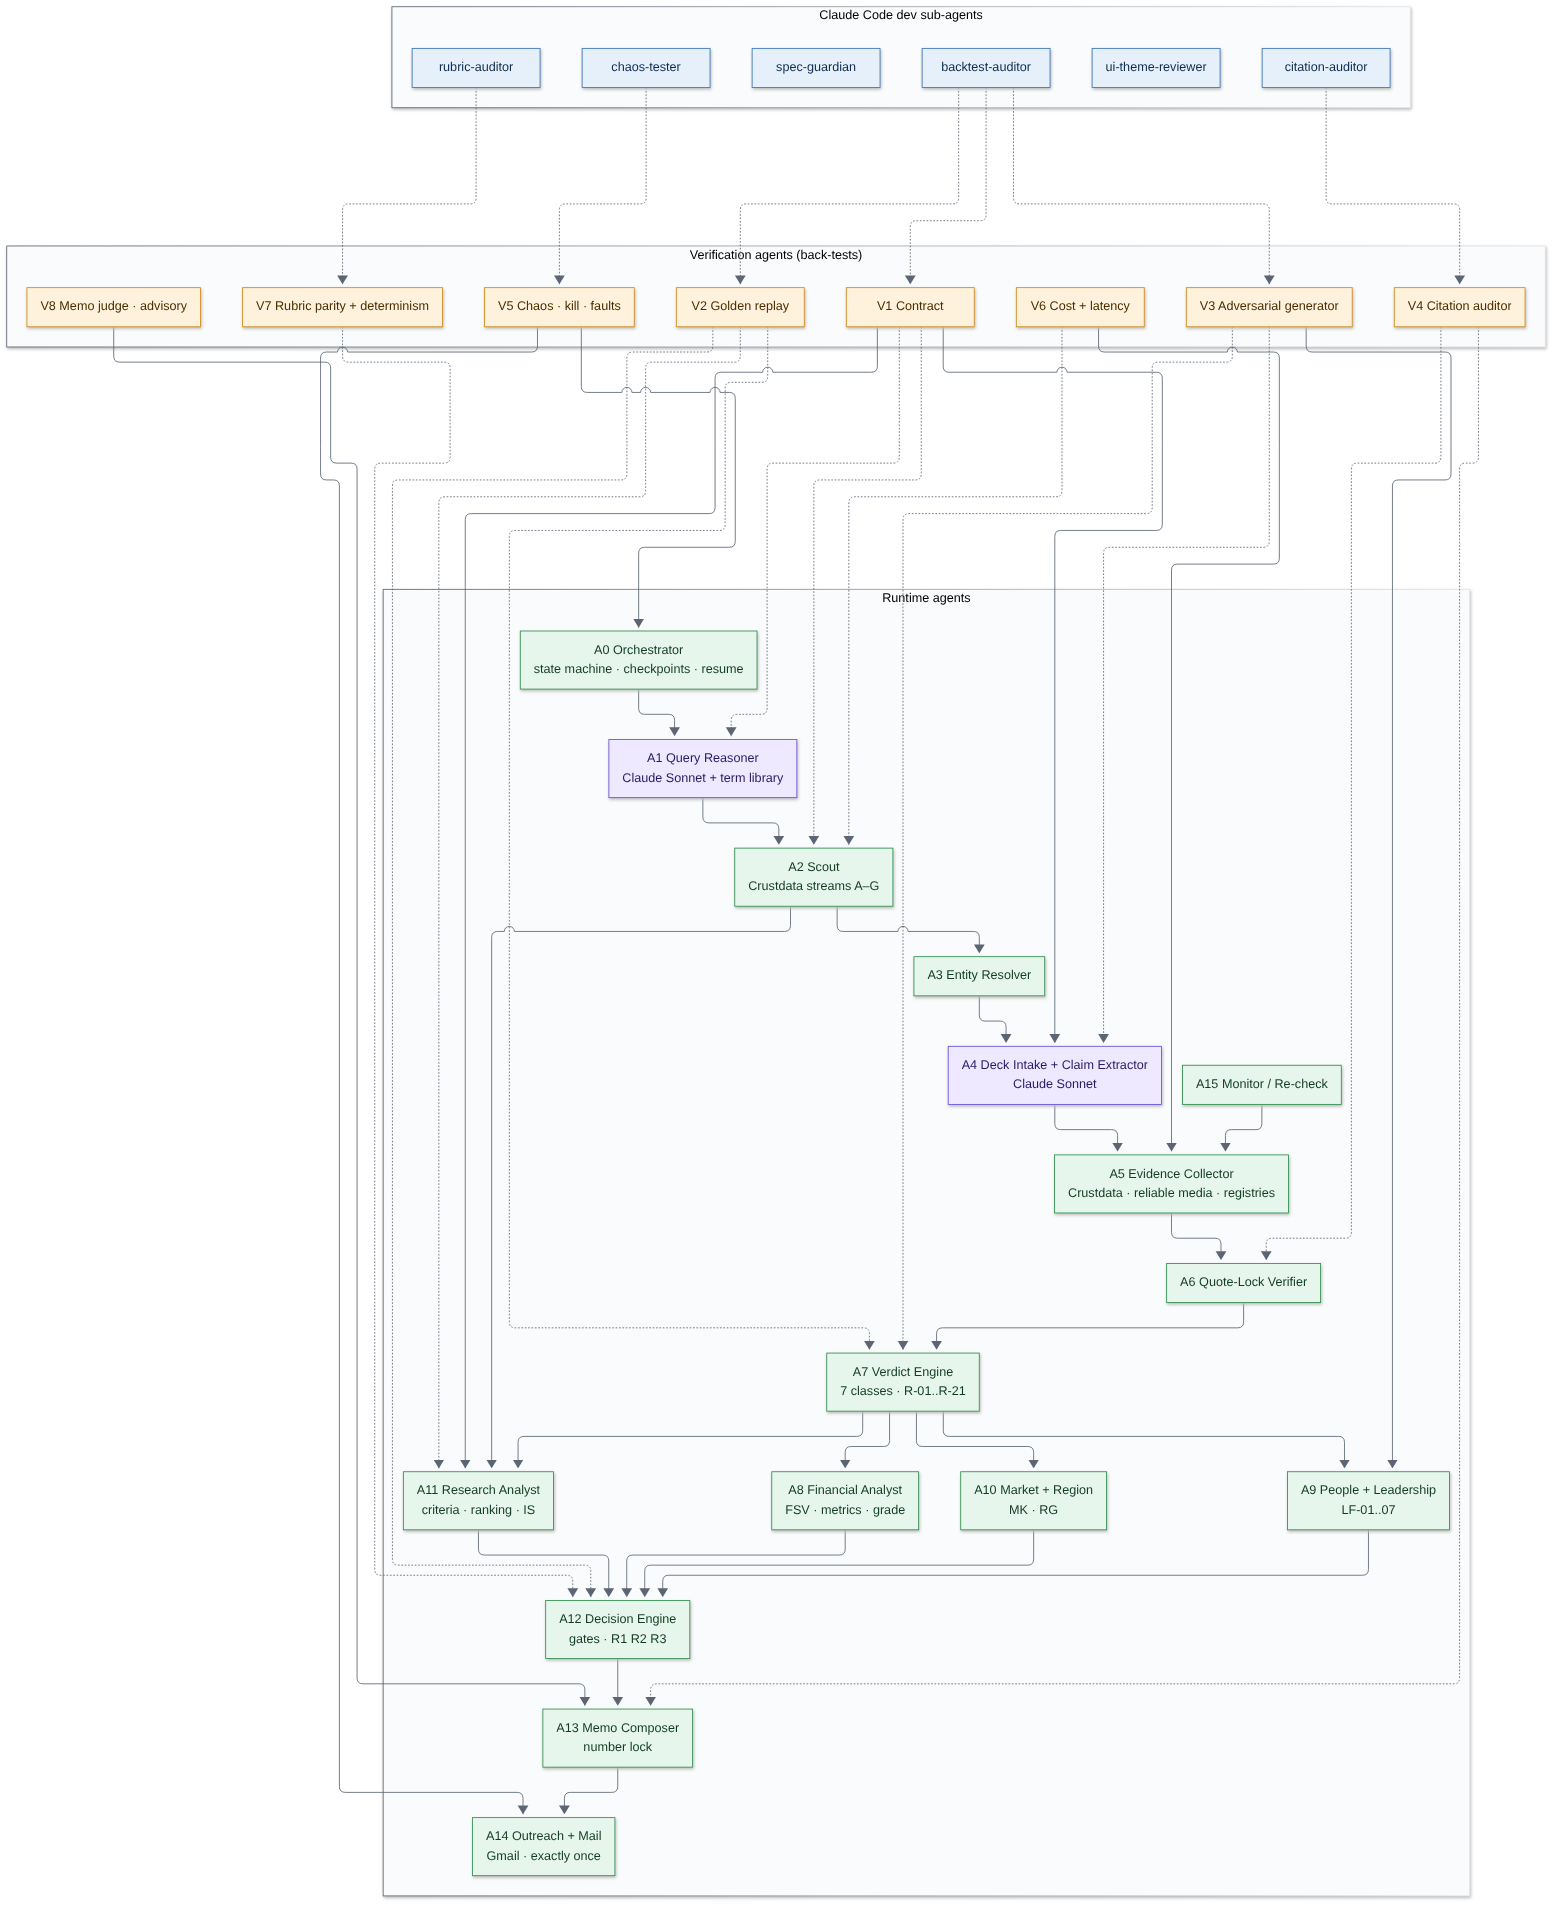 Claude Code dev sub-agents
rubric-auditor
chaos-tester
spec-guardian
backtest-auditor
ui-theme-reviewer
citation-auditor
Verification agents (back-tests)
V8 Memo judge · advisory
V7 Rubric parity + determinism
V5 Chaos · kill · faults
V2 Golden replay
V1 Contract
V6 Cost + latency
V3 Adversarial generator
V4 Citation auditor
Runtime agents
A0 Orchestrator
state machine · checkpoints · resume
A1 Query Reasoner
Claude Sonnet + term library
A2 Scout
Crustdata streams A–G
A3 Entity Resolver
A4 Deck Intake + Claim Extractor
Claude Sonnet
A15 Monitor / Re-check
A5 Evidence Collector
Crustdata · reliable media · registries
A6 Quote-Lock Verifier
A7 Verdict Engine
7 classes · R-01..R-21
A11 Research Analyst
criteria · ranking · IS
A8 Financial Analyst
FSV · metrics · grade
A10 Market + Region
MK · RG
A9 People + Leadership
LF-01..07
A12 Decision Engine
gates · R1 R2 R3
A13 Memo Composer
number lock
A14 Outreach + Mail
Gmail · exactly once